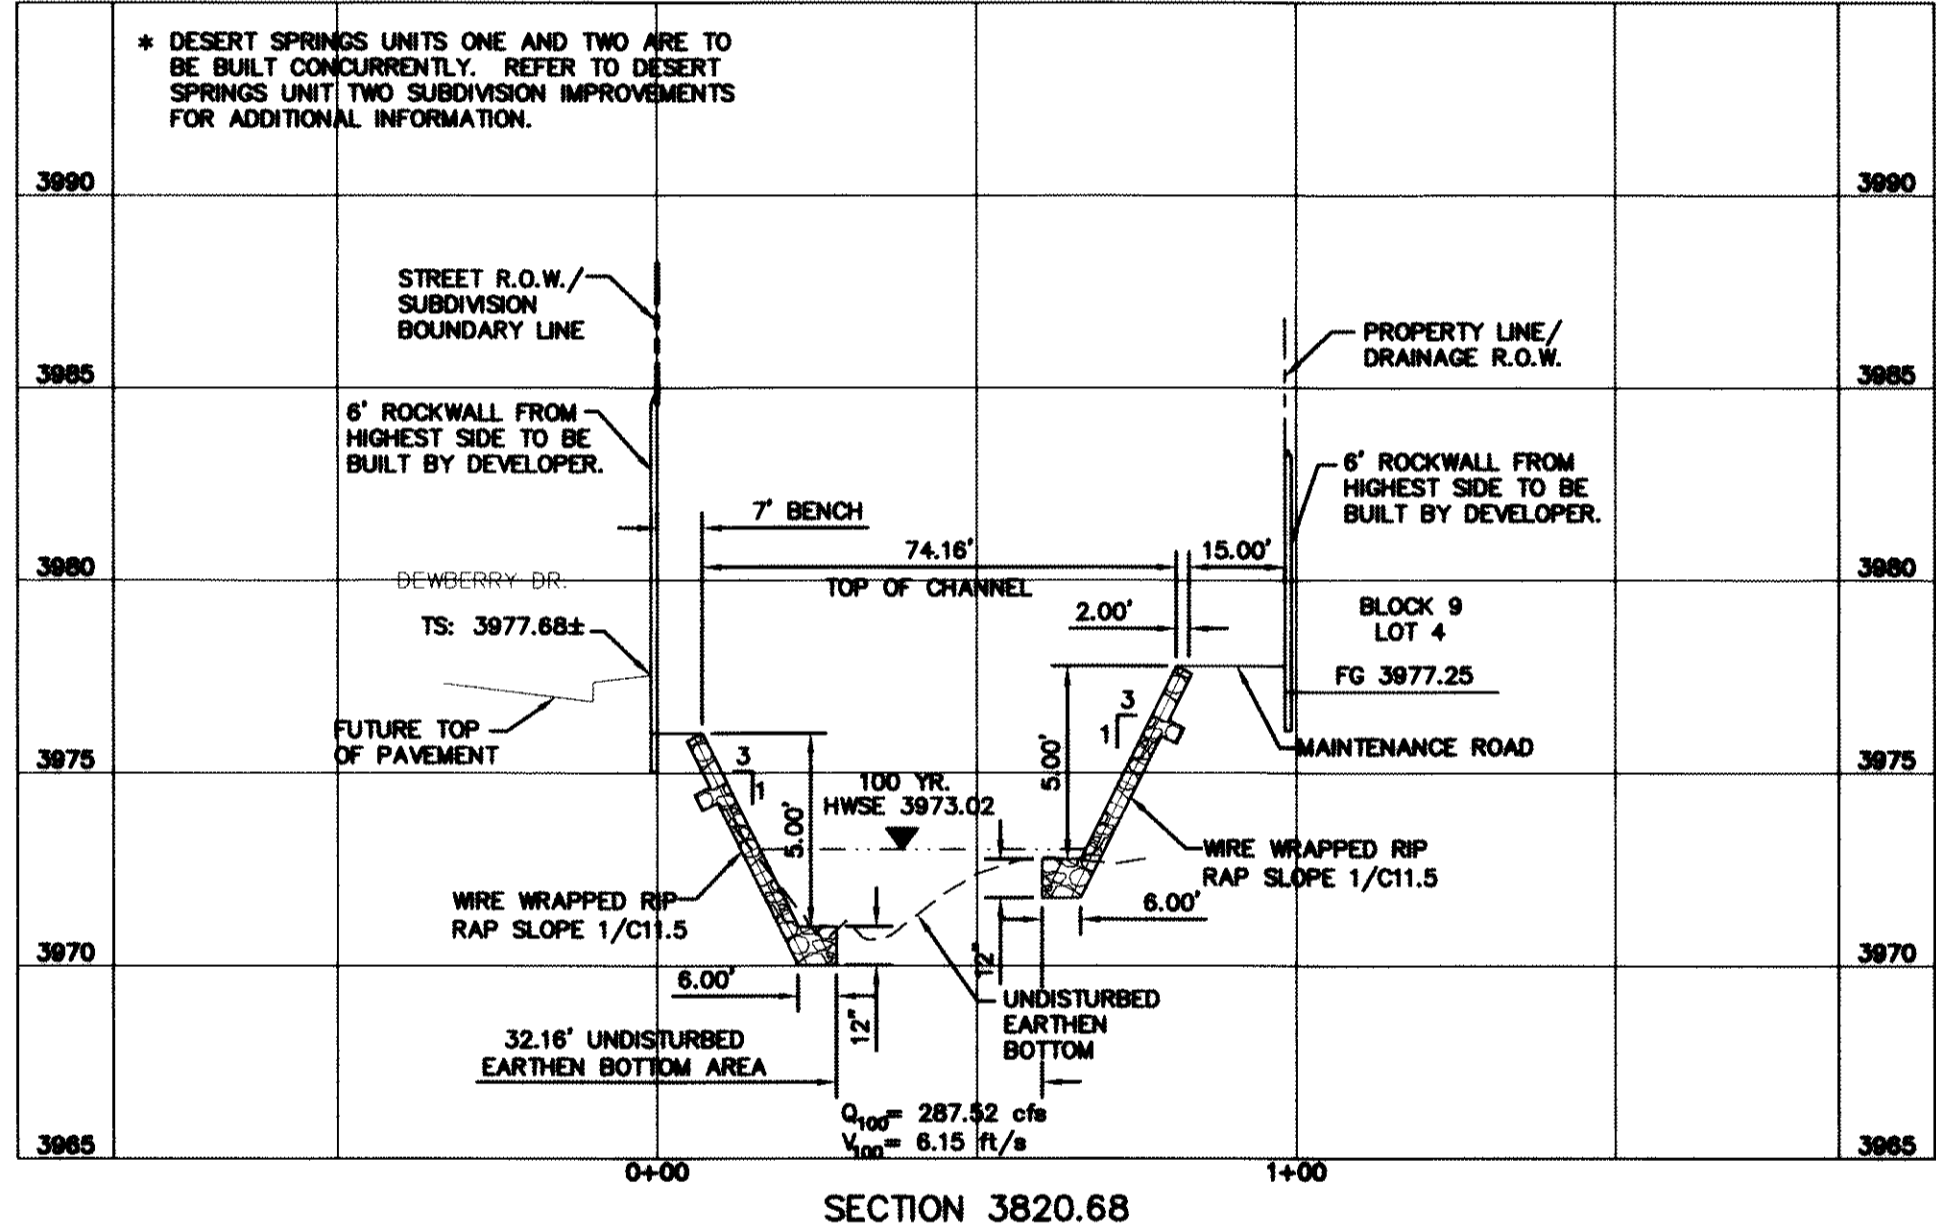 * DESERT SPRINGS UNITS ONE AND TWO ARE TO
BE BUILT CONCURRENTLY. REFER TO DESERT
SPRINGS UNIT TWO SUBDIVISION IMPROVEMENTS
FOR ADDITIONAL INFORMATION.
3990
3990
STREET R.O.W./
SUBDIVISION
BOUNDARY LINE
PROPERTY LINE/
DRAINAGE R.O.W.
3985
3985
6' ROCKWALL FROM
HIGHEST SIDE TO BE
BUILT BY DEVELOPER.
6' ROCKWALL FROM
HIGHEST SIDE TO BE
BUILT BY DEVELOPER.
7' BENCH
74.16'
TOP OF CHANNEL
15.00'
2.00'
3980
3980
DEWBERRY DR.
TS: 3977.68±
BLOCK 9
LOT 4
FG 3977.25
FUTURE TOP
OF PAVEMENT
3
1
3
1
MAINTENANCE ROAD
3975
3975
5.00'
5.00'
100 YR.
HWSE 3973.02
WIRE WRAPPED RIP
RAP SLOPE 1/C11.5
WIRE WRAPPED RIP
RAP SLOPE 1/C11.5
6.00'
12"
3970
3970
6.00'
12"
UNDISTURBED
EARTHEN
BOTTOM
32.16' UNDISTURBED
EARTHEN BOTTOM AREA
Q100= 287.52 cfs
V100= 6.15 ft/s
3965
3965
0+00
1+00
SECTION 3820.68